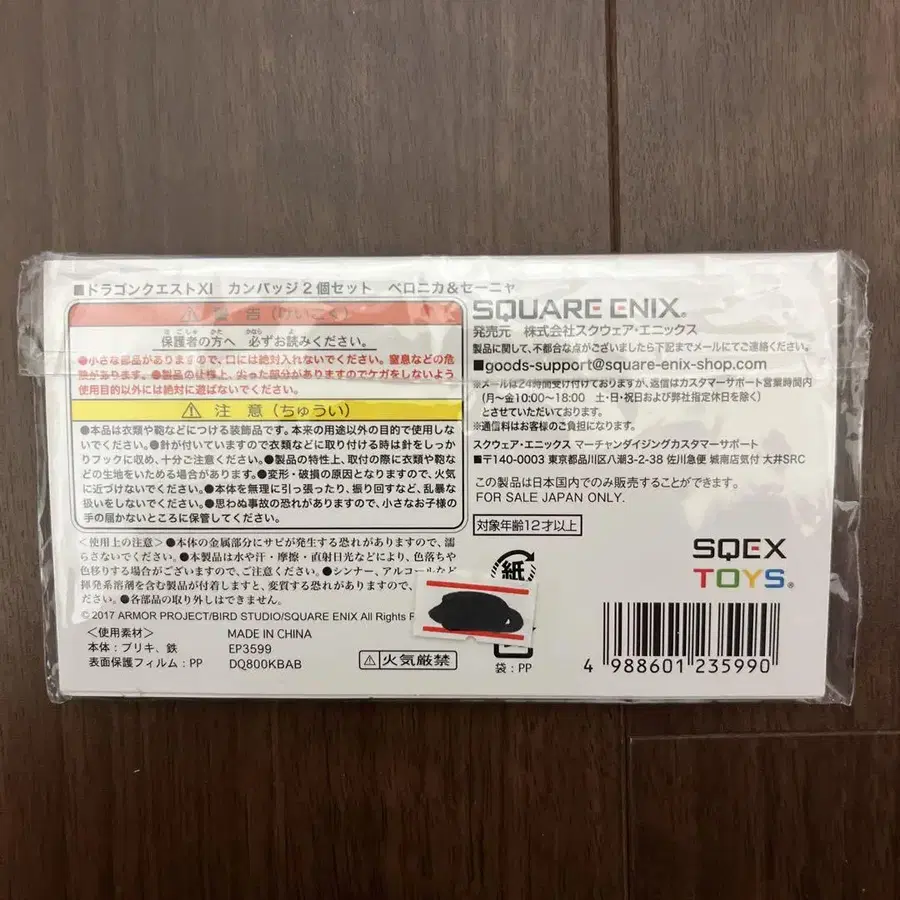 ■ドラゴンクエストXI カンバッジ2個セット ベロニカ&セーニャ
警告(けいこく)
保護者の方へ 必ずお読みください。
●小さな部品がありますので、口には絶対入れないでください。窒息などの危
険があります。●製品の仕様上、尖った部分がありますのでケガをしないよう
使用目的以外には絶対に遊ばないでください。
注意(ちゅうい)
●本品は衣類や鞄などにつける装飾品です。本来の用途以外の目的で使用しな
いでください。●針が付いていますので衣類などに取り付ける時は針をしっか
りフックに収め、十分ご注意ください。●製品の特性上、取付の際に衣類や鞄な
どの生地をいためる場合があります。●変形・破損の原因となりますので、火気
に近づけないでください。●本体を無理に引っ張ったり、振り回すなど、乱暴な
扱いをしないでください。●思わぬ事故の恐れがありますので、小さなお子様の
手の届かないところに保管してください。
<使用上の注意>●本体の金属部分にサビが発生する恐れがありますので、濡
らさないでください。●本製品は水や汗・摩擦・直射日光などにより、色落ちや
色移りする場合がございますので、ご注意ください。●シンナー、アルコールなど
揮発系溶剤を含む製品が付着しますと、変質する恐れがありますので、
ださい。●各部品の取り外しはできません。
© 2017 ARMOR PROJECT/BIRD STUDIO/SQUARE ENIX All Rights
<使用素材>
本体:ブリキ、鉄
表面保護フィルム:PP
MADE IN CHINA
EP3599
DQ800KBAB
⚠火気厳禁
SQUARE ENIX®
発売元 株式会社スクウェア・エニックス
製品に関して、不都合な点がございましたら下記までメールにてご連絡ください。
■goods-support@square-enix-shop.com
※メールは24時間受け付けておりますが、返信はカスタマーサポート営業時間内
(月~金10:00~18:00 土・日・祝日および弊社指定休日を除く)
とさせていただいております。
※通信料はお客様のご負担になります。
スクウェア・エニックス マーチャンダイジングカスタマーサポート
■〒140-0003 東京都品川区八潮3-2-38 佐川急便 城南店気付 大井SRC
この製品は日本国内でのみ販売することができます。
FOR SALE JAPAN ONLY.
対象年齢12才以上
紙
袋:PP
SQEX
TOYS®
4 988601 235990